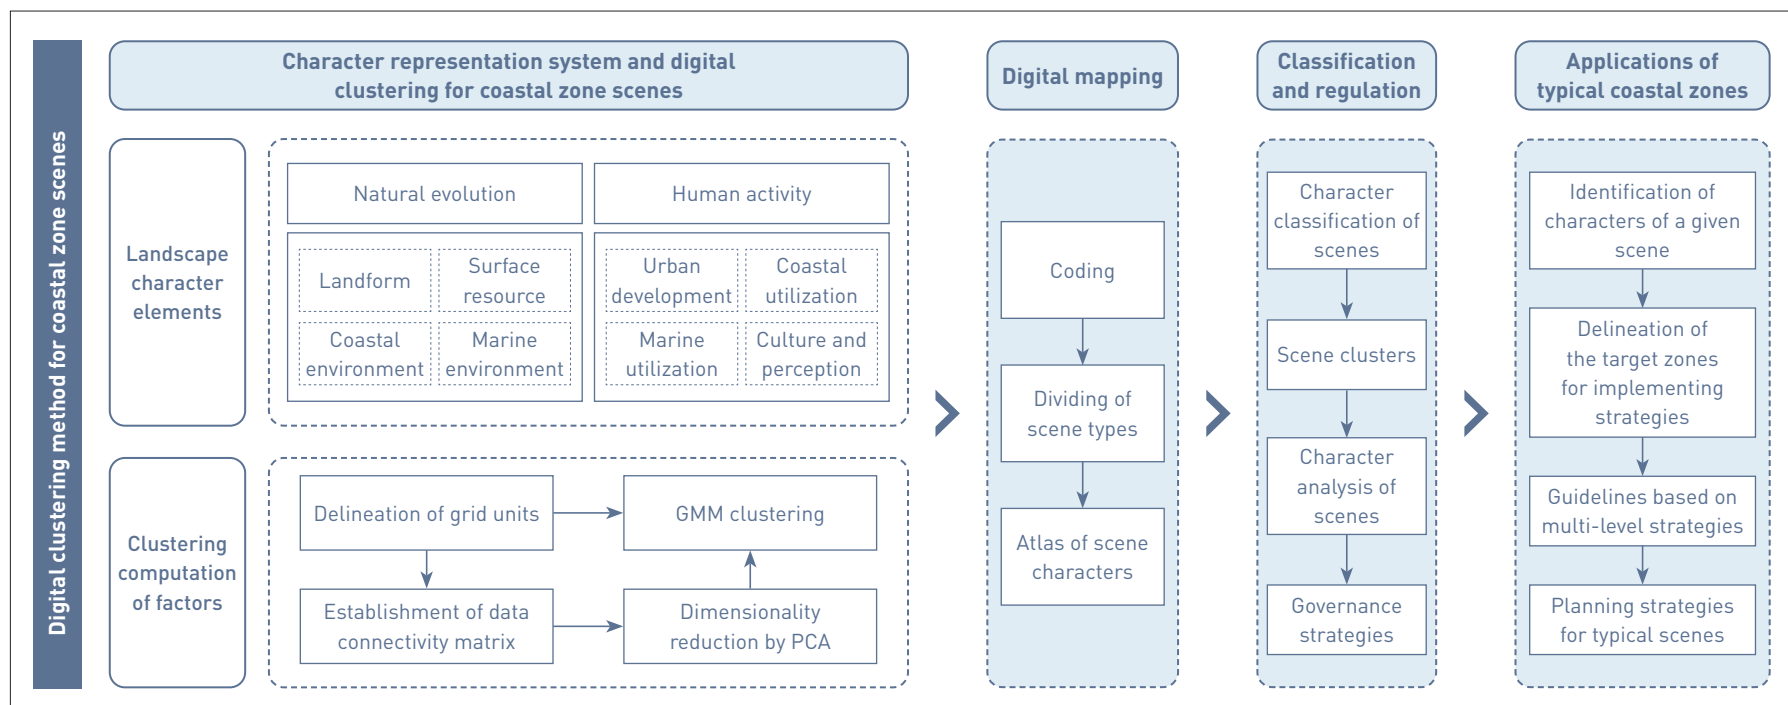 Digital clustering method for coastal zone scenes
Character representation system and digital
clustering for coastal zone scenes
Landscape
character
elements
Natural evolution
Human activity
Landform
Surface
resource
Coastal
environment
Marine
environment
Urban
development
Coastal
utilization
Marine
utilization
Culture and
perception
Clustering
computation
of factors
Delineation of grid units
GMM clustering
Establishment of data
connectivity matrix
Dimensionality
reduction by PCA
Digital mapping
Coding
Dividing of
scene types
Atlas of scene
characters
Classification
and regulation
Character
classification of
scenes
Scene clusters
Character
analysis of
scenes
Governance
strategies
Applications of
typical coastal zones
Identification of
characters of a given
scene
Delineation of
the target zones
for implementing
strategies
Guidelines based on
multi-level strategies
Planning strategies
for typical scenes